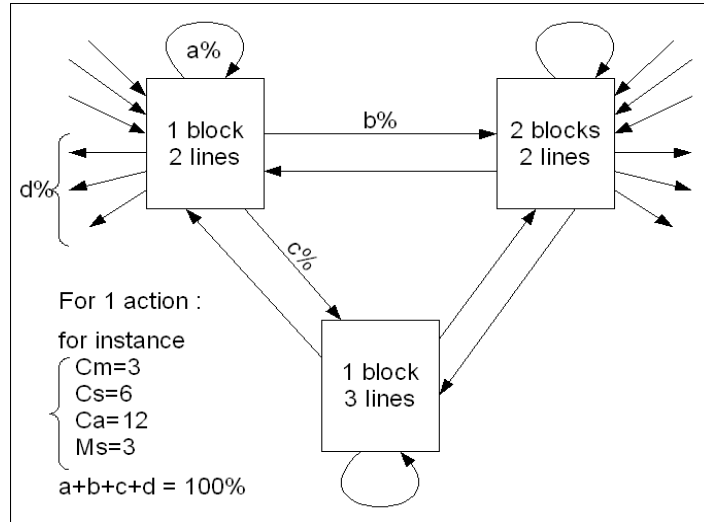 a%
1 block
2 lines
b%
2 blocks
2 lines
d%
c%
1 block
3 lines
For 1 action :
for instance
Cm=3
Cs=6
Ca=12
Ms=3
a+b+c+d = 100%